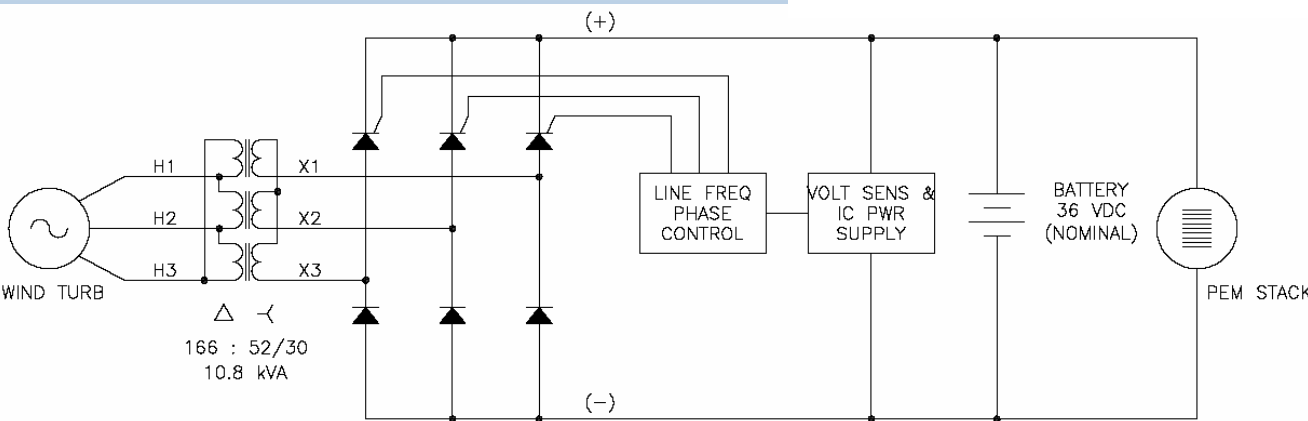 (+)
H1
X1
H2
X2
H3
X3
WIND TURB
166 : 52/30
10.8 kVA
LINE FREQ
PHASE
CONTROL
VOLT SENS &
IC PWR
SUPPLY
BATTERY
36 VDC
(NOMINAL)
PEM STACK
(–)